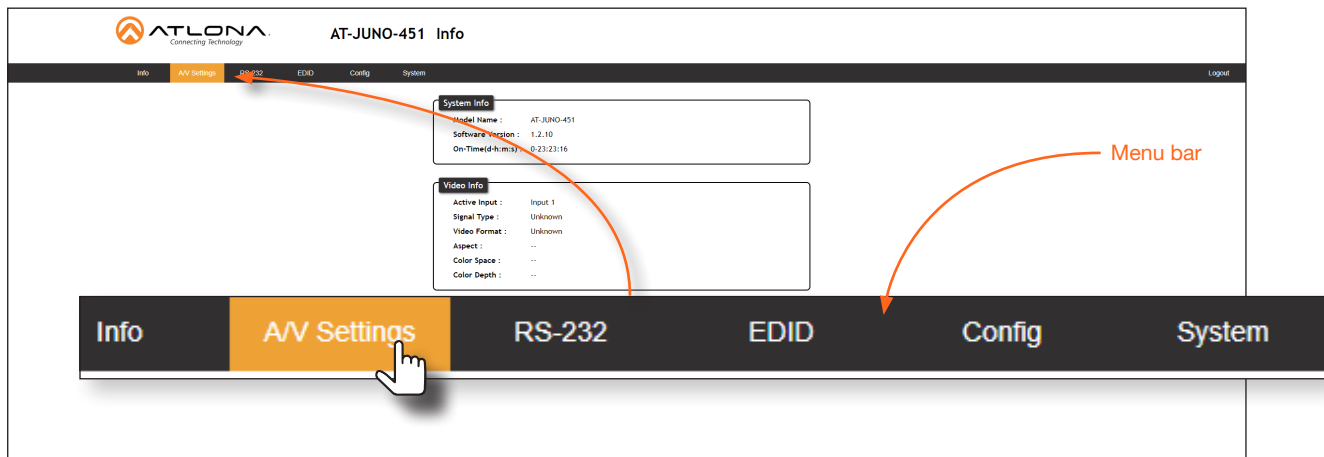 ATLONA.
Connecting Technology
AT-JUNO-451 Info
Info A/V Settings RS-232 EDID Config System Logout
System Info
Model Name : AT-JUNO-451
Software Version : 1.2.10
On-Time(d-h:m:s) : 0-23:23:16
Menu bar
Video Info
Active Input : Input 1
Signal Type : Unknown
Video Format : Unknown
Aspect : --
Color Space : --
Color Depth : --
Info A/V Settings RS-232 EDID Config System